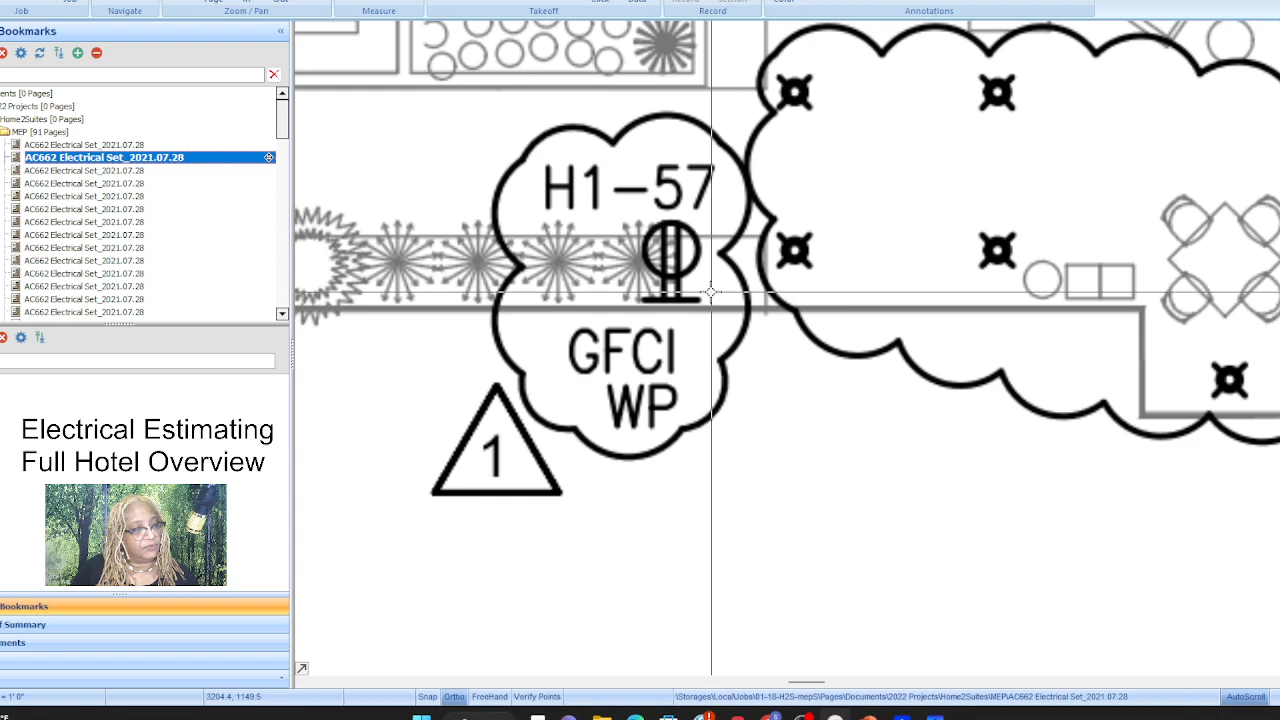 Job
Navigate
Zoom / Pan
Measure
Takeoff
Record
Annotations
Bookmarks
ents [0 Pages]
22 Projects [0 Pages]
Home2Suites [0 Pages]
MEP [91 Pages]
AC662 Electrical Set_2021.07.28
AC662 Electrical Set_2021.07.28
AC662 Electrical Set_2021.07.28
AC662 Electrical Set_2021.07.28
AC662 Electrical Set_2021.07.28
AC662 Electrical Set_2021.07.28
AC662 Electrical Set_2021.07.28
AC662 Electrical Set_2021.07.28
AC662 Electrical Set_2021.07.28
AC662 Electrical Set_2021.07.28
AC662 Electrical Set_2021.07.28
AC662 Electrical Set_2021.07.28
AC662 Electrical Set_2021.07.28
AC662 Electrical Set_2021.07.28
H1-57
GFCI
WP
1
Electrical Estimating
Full Hotel Overview
Bookmarks
f Summary
ments
= 1' 0"
3204.4, 1149.5
Snap
Ortho
FreeHand
Verify Points
\Storages\Local\Jobs\01-18-H2S-mepS\Pages\Documents\2022 Projects\Home2Suites\MEP\AC662 Electrical Set_2021.07.28
AutoScroll